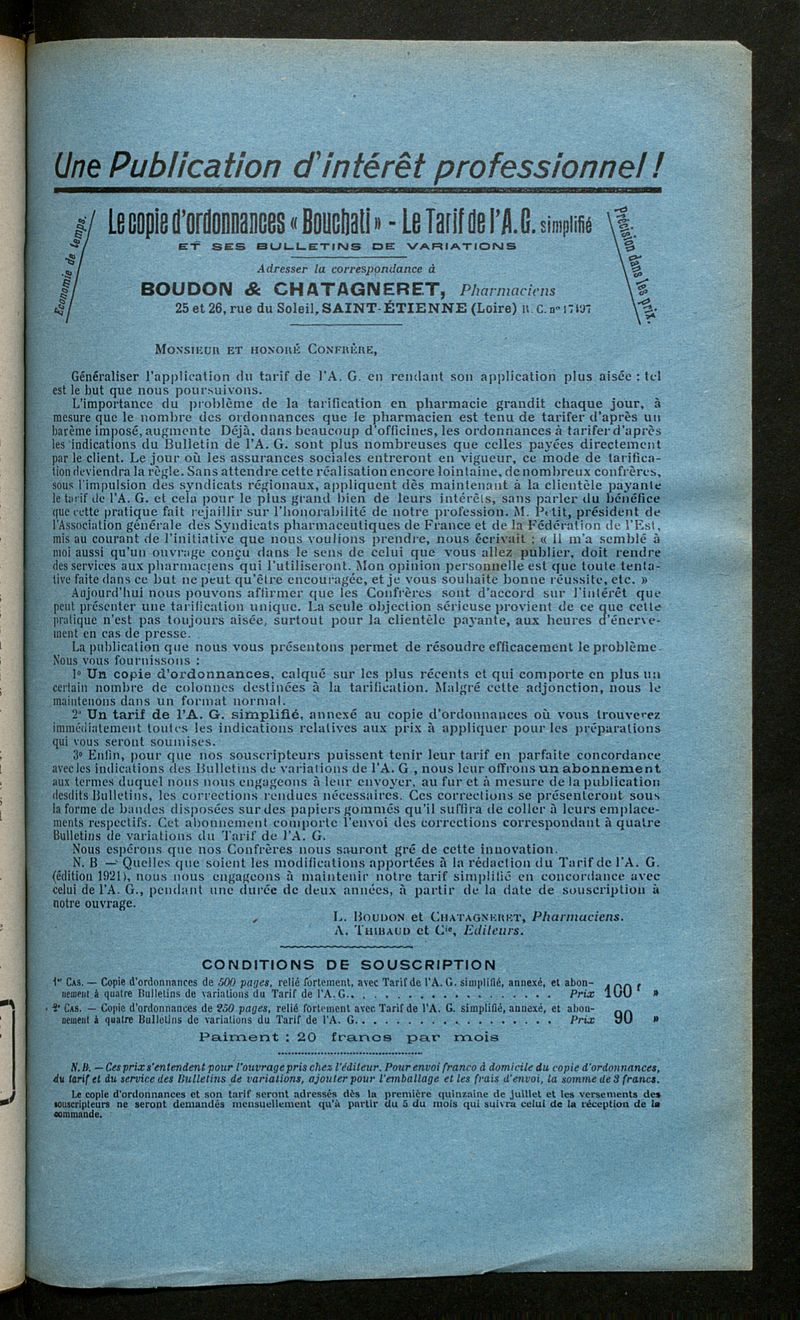 Une Publication d'intérêt professionnel !
Economie de temps.
Le copie d'ordonnances « Bouchati » - Le Tarif de l'A.G. simplifié
Précision dans les prix.
ET SES BULLETINS DE VARIATIONS
Adresser la correspondance à
BOUDON & CHATAGNERET, Pharmaciens
25 et 26, rue du Soleil, SAINT-ÉTIENNE (Loire) R. C. no 17197
MONSIEUR ET HONORÉ CONFRÈRE,
Généraliser l'application du tarif de l'A. G. en rendant son application plus aisée : tel
est le but que nous poursuivons.
L'importance du problème de la tarification en pharmacie grandit chaque jour, à
mesure que le nombre des ordonnances que le pharmacien est tenu de tarifer d'après un
barème imposé, augmente Déjà, dans beaucoup d'officines, les ordonnances à tarifer d'après
les indications du Bulletin de l'A. G. sont plus nombreuses que celles payées directement
par le client. Le jour où les assurances sociales entreront en vigueur, ce mode de tarifica-
tion deviendra la règle. Sans attendre cette réalisation encore lointaine, de nombreux confrères,
sous l'impulsion des syndicats régionaux, appliquent dès maintenant à la clientèle payante
le tarif de l'A. G. et cela pour le plus grand bien de leurs intérêts, sans parler du bénéfice
que cette pratique fait rejaillir sur l'honorabilité de notre profession. M. Petit, président de
l'Association générale des Syndicats pharmaceutiques de France et de la Fédération de l'Est,
mis au courant de l'initiative que nous voulions prendre, nous écrivait : « Il m'a semblé à
moi aussi qu'un ouvrage conçu dans le sens de celui que vous allez publier, doit rendre
des services aux pharmaciens qui l'utiliseront. Mon opinion personnelle est que toute tenta-
tive faite dans ce but ne peut qu'être encouragée, et je vous souhaite bonne réussite, etc. »
Aujourd'hui nous pouvons affirmer que les Confrères sont d'accord sur l'intérêt que
peut présenter une tarification unique. La seule objection sérieuse provient de ce que cette
pratique n'est pas toujours aisée, surtout pour la clientèle payante, aux heures d'énerve-
ment en cas de presse.
La publication que nous vous présentons permet de résoudre efficacement le problème.
Nous vous fournissons :
1o Un copie d'ordonnances, calqué sur les plus récents et qui comporte en plus un
certain nombre de colonnes destinées à la tarification. Malgré cette adjonction, nous le
maintenons dans un format normal.
2o Un tarif de l'A. G. simplifié, annexé au copie d'ordonnances où vous trouverez
immédiatement toutes les indications relatives aux prix à appliquer pour les préparations
qui vous seront soumises.
3o Enfin, pour que nos souscripteurs puissent tenir leur tarif en parfaite concordance
avec les indications des Bulletins de variations de l'A. G , nous leur offrons un abonnement
aux termes duquel nous nous engageons à leur envoyer, au fur et à mesure de la publication
desdits Bulletins, les corrections rendues nécessaires. Ces corrections se présenteront sous
la forme de bandes disposées sur des papiers gommés qu'il suffira de coller à leurs emplace-
ments respectifs. Cet abonnement comporte l'envoi des corrections correspondant à quatre
Bulletins de variations du Tarif de l'A. G.
Nous espérons que nos Confrères nous sauront gré de cette innovation.
N. B — Quelles que soient les modifications apportées à la rédaction du Tarif de l'A. G.
(édition 1921), nous nous engageons à maintenir notre tarif simplifié en concordance avec
celui de l'A. G., pendant une durée de deux années, à partir de la date de souscription à
notre ouvrage.
L. BOUDON et CHATAGNERET, Pharmaciens.
A. THIBAUD et Cie, Editeurs.
CONDITIONS DE SOUSCRIPTION
1er CAS. — Copie d'ordonnances de 500 pages, relié fortement, avec Tarif de l'A. G. simplifié, annexé, et abon-
nement à quatre Bulletins de variations du Tarif de l'A. G. . . . . . . . . . . . . . . . . . . Prix 100 f »
2e CAS. — Copie d'ordonnances de 250 pages, relié fortement avec Tarif de l'A. G. simplifié, annexé, et abon-
nement à quatre Bulletins de variations du Tarif de l'A. G. . . . . . . . . . . . . . . . . . . Prix 90 »
Paiment : 20 francs par mois
N. B. — Ces prix s'entendent pour l'ouvrage pris chez l'éditeur. Pour envoi franco à domicile du copie d'ordonnances,
du tarif et du service des Bulletins de variations, ajouter pour l'emballage et les frais d'envoi, la somme de 3 francs.
Le copie d'ordonnances et son tarif seront adressés dès la première quinzaine de juillet et les versements des
souscripteurs ne seront demandés mensuellement qu'à partir du 5 du mois qui suivra celui de la réception de la
commande.